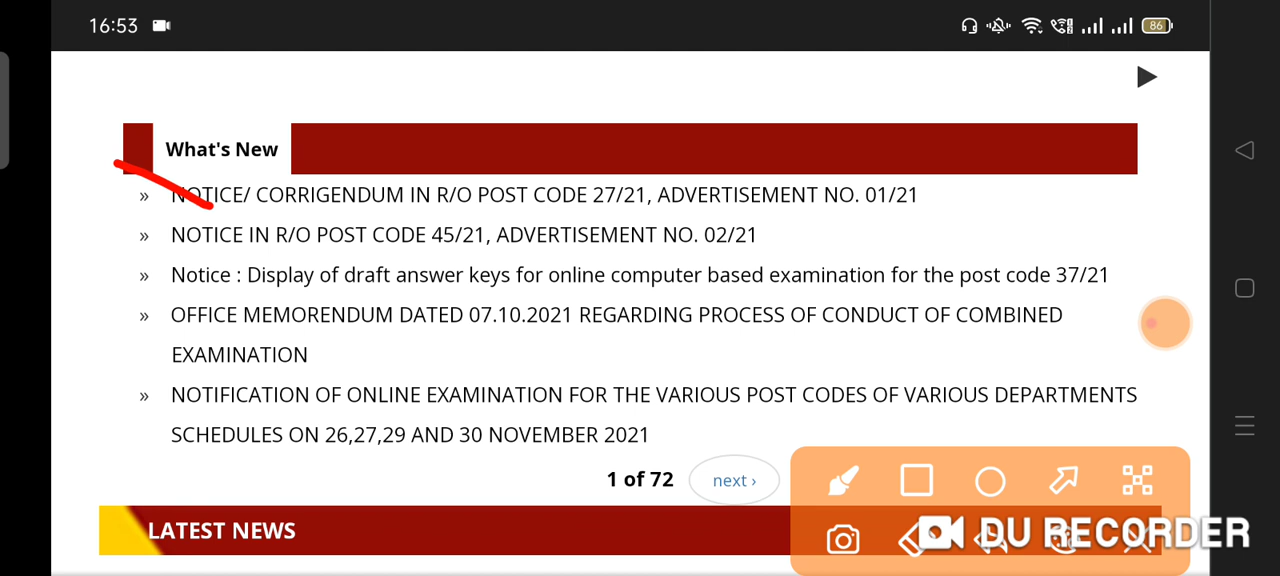 16:53
86
What's New
» NOTICE/ CORRIGENDUM IN R/O POST CODE 27/21, ADVERTISEMENT NO. 01/21
» NOTICE IN R/O POST CODE 45/21, ADVERTISEMENT NO. 02/21
» Notice : Display of draft answer keys for online computer based examination for the post code 37/21
» OFFICE MEMORENDUM DATED 07.10.2021 REGARDING PROCESS OF CONDUCT OF COMBINED
EXAMINATION
» NOTIFICATION OF ONLINE EXAMINATION FOR THE VARIOUS POST CODES OF VARIOUS DEPARTMENTS
SCHEDULES ON 26,27,29 AND 30 NOVEMBER 2021
1 of 72 next ›
LATEST NEWS
DU RECORDER